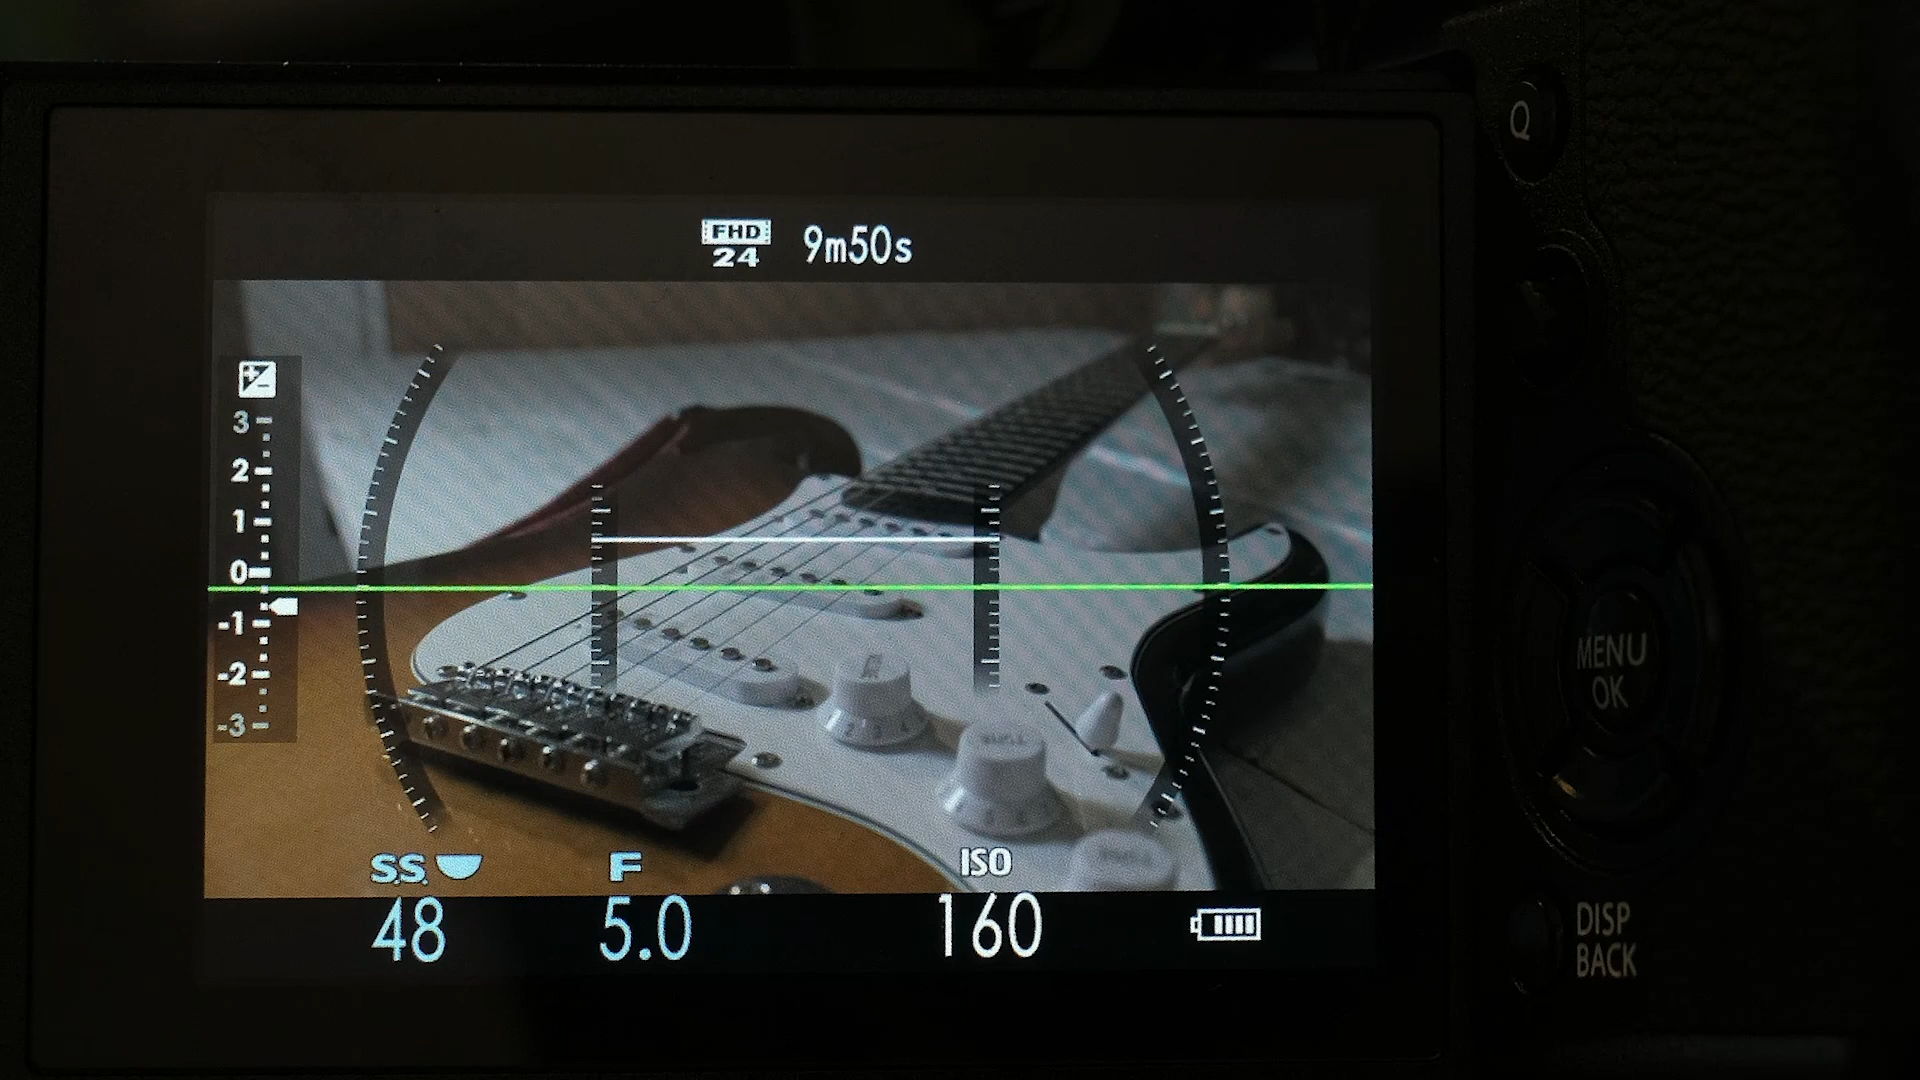 Q
FHD
24 9m50s
3
2
1
0
-1
-2
-3
MENU
OK
S.S. F ISO
48 5.0 160
DISP
BACK